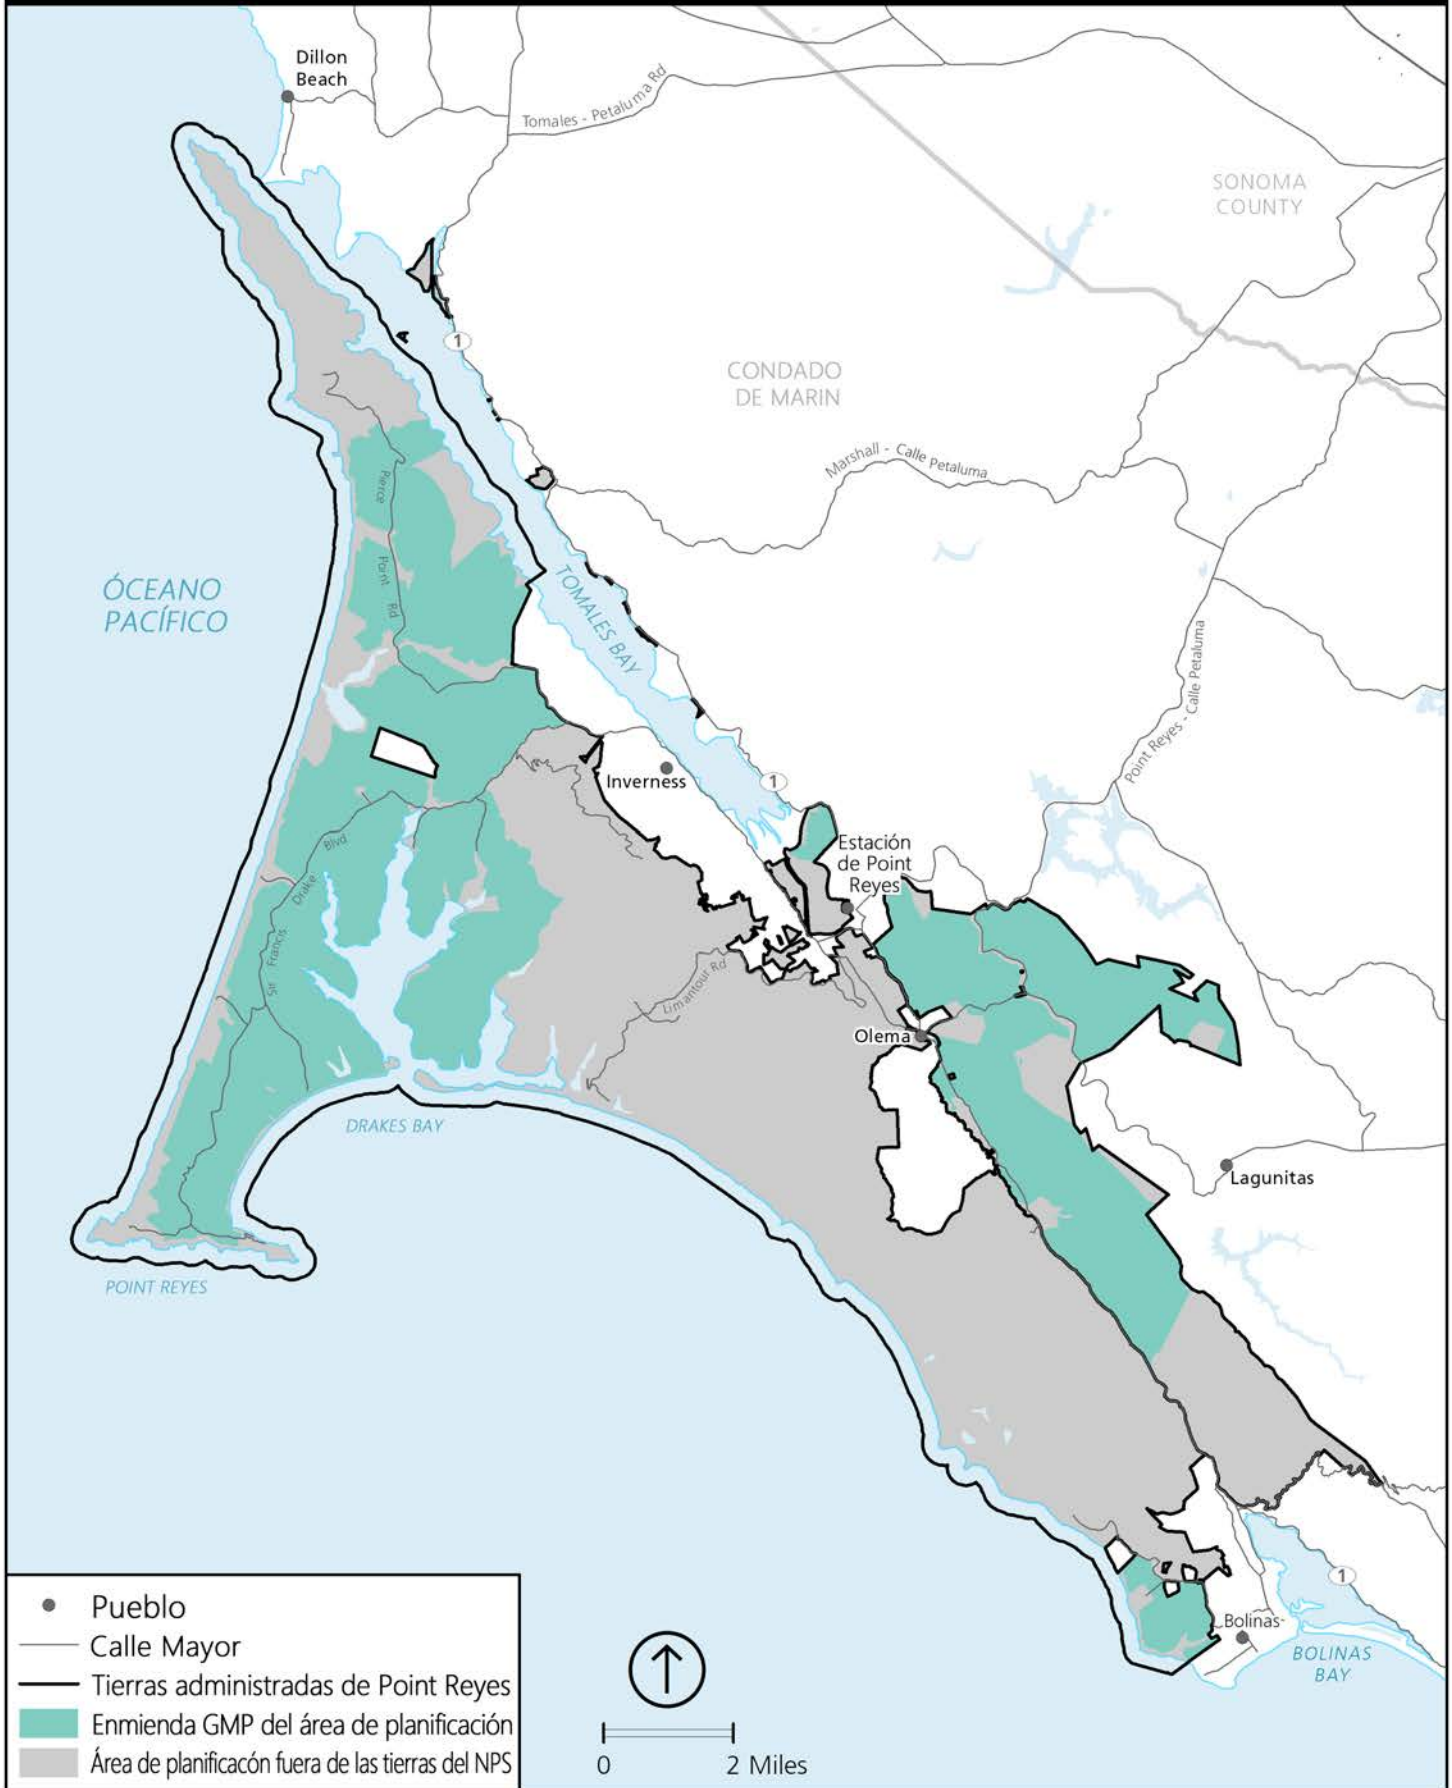 Dillon
Beach
Tomales - Petaluma Rd
SONOMA
COUNTY
1
CONDADO
DE MARIN
Marshall - Calle Petaluma
Pierce Point Rd
ÓCEANO
PACÍFICO
TOMALES BAY
Point Reyes - Calle Petaluma
Inverness
1
Estación
de Point
Reyes
Sir Francis Drake Blvd
Limantour Rd
Olema
DRAKES BAY
Lagunitas
POINT REYES
1
Bolinas
BOLINAS
BAY
Pueblo
Calle Mayor
Tierras administradas de Point Reyes
Enmienda GMP del área de planificación
Área de planificacón fuera de las tierras del NPS
0 2 Miles